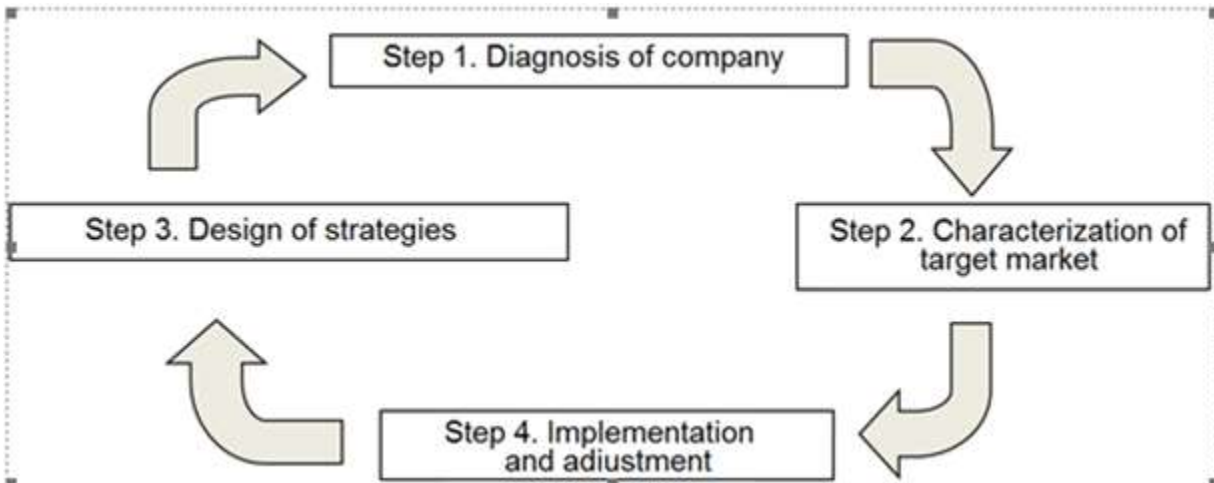 Step 1. Diagnosis of company
Step 3. Design of strategies
Step 2. Characterization of
target market
Step 4. Implementation
and adiustment